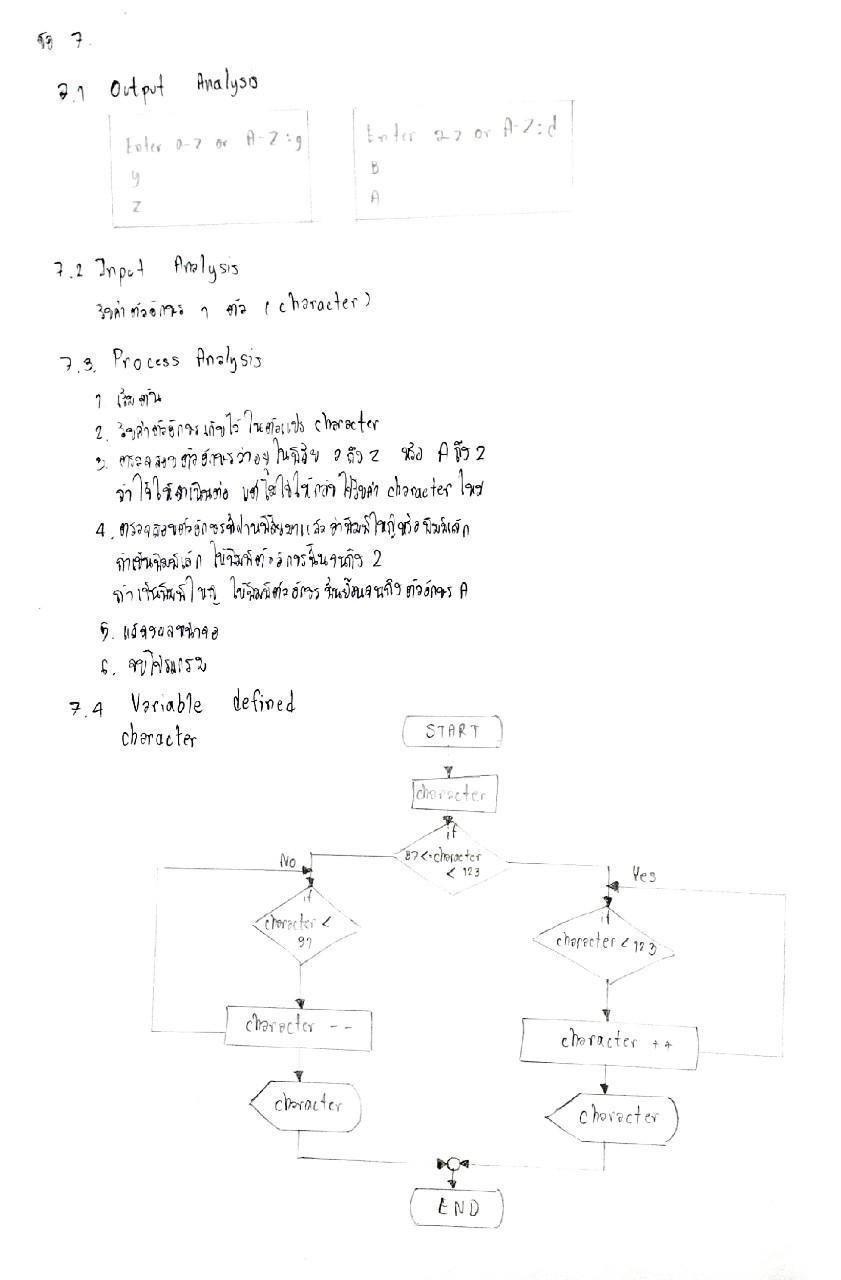 ข้อ 7.
7.1 Output Analysis
Enter a-z or A-Z : g
y
z
Enter a-z or A-Z : d
B
A
7.2 Input Analysis
รับค่าตัวอักษร 1 ตัว (character)
7.3. Process Analysis
1 เริ่มต้น
2. รับค่าตัวอักษรเก็บไว้ในตัวแปร character
3. ตรวจสอบตัวอักษรว่าอยู่ในพิสัย a ถึง z หรือ A ถึง Z
ถ้าใช่ให้ดำเนินต่อ แต่ไม่ใช่ให้กลับไปรับค่า character ใหม่
4. ตรวจสอบตัวอักษรที่ผ่านพิสัยมาแล้ว ว่าพิมพ์ใหญ่หรือพิมพ์เล็ก
ถ้าเป็นพิมพ์เล็ก ให้พิมพ์ตัวอักษรขึ้นจนถึง z
ถ้าเป็นพิมพ์ใหญ่ ให้พิมพ์ตัวอักษร ย้อนจนถึงตัวอักษร A
5. แสดงผลหน้าจอ
6. จบโปรแกรม
7.4 Variable defined
character
START
character
if
97 <= character
< 123
No
Yes
if
character <
97
if
character < 123
character --
character ++
character
character
END